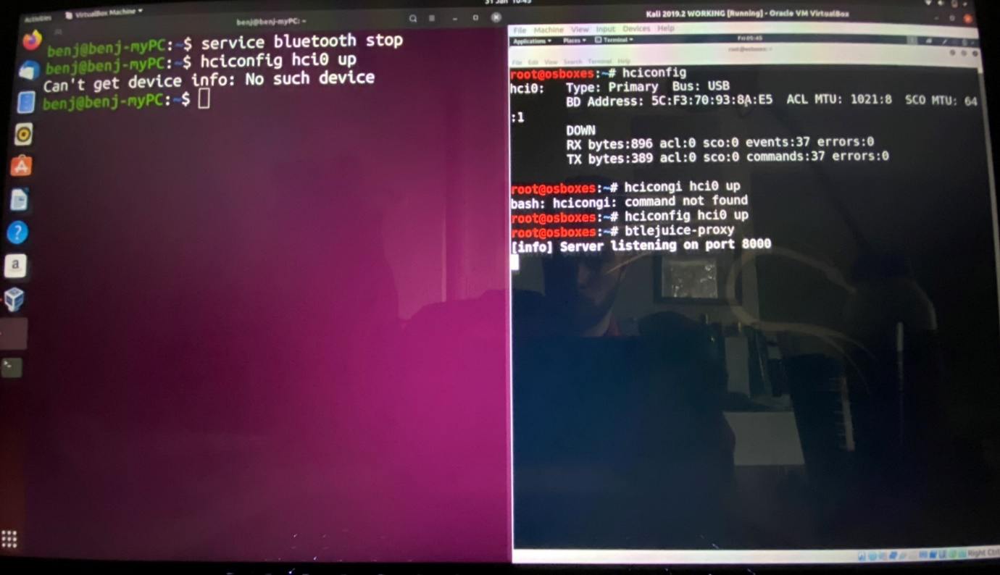 31 Jan 10:45
Activities
VirtualBox Machine
benj@benj-myPC: ~
benj@benj-myPC:~$ service bluetooth stop
benj@benj-myPC:~$ hciconfig hci0 up
Can't get device info: No such device
benj@benj-myPC:~$
a
?
Kali 2019.2 WORKING [Running] - Oracle VM VirtualBox
File Machine View Input Devices Help
Applications Places Terminal Fri 05:45
root@osboxes: ~
File Edit View Search Terminal Help
root@osboxes:~# hciconfig
hci0: Type: Primary Bus: USB
BD Address: 5C:F3:70:93:8A:E5 ACL MTU: 1021:8 SCO MTU: 64
:1
DOWN
RX bytes:896 acl:0 sco:0 events:37 errors:0
TX bytes:389 acl:0 sco:0 commands:37 errors:0
root@osboxes:~# hcicongi hci0 up
bash: hcicongi: command not found
root@osboxes:~# hciconfig hci0 up
root@osboxes:~# btlejuice-proxy
[info] Server listening on port 8000
Right Ctrl